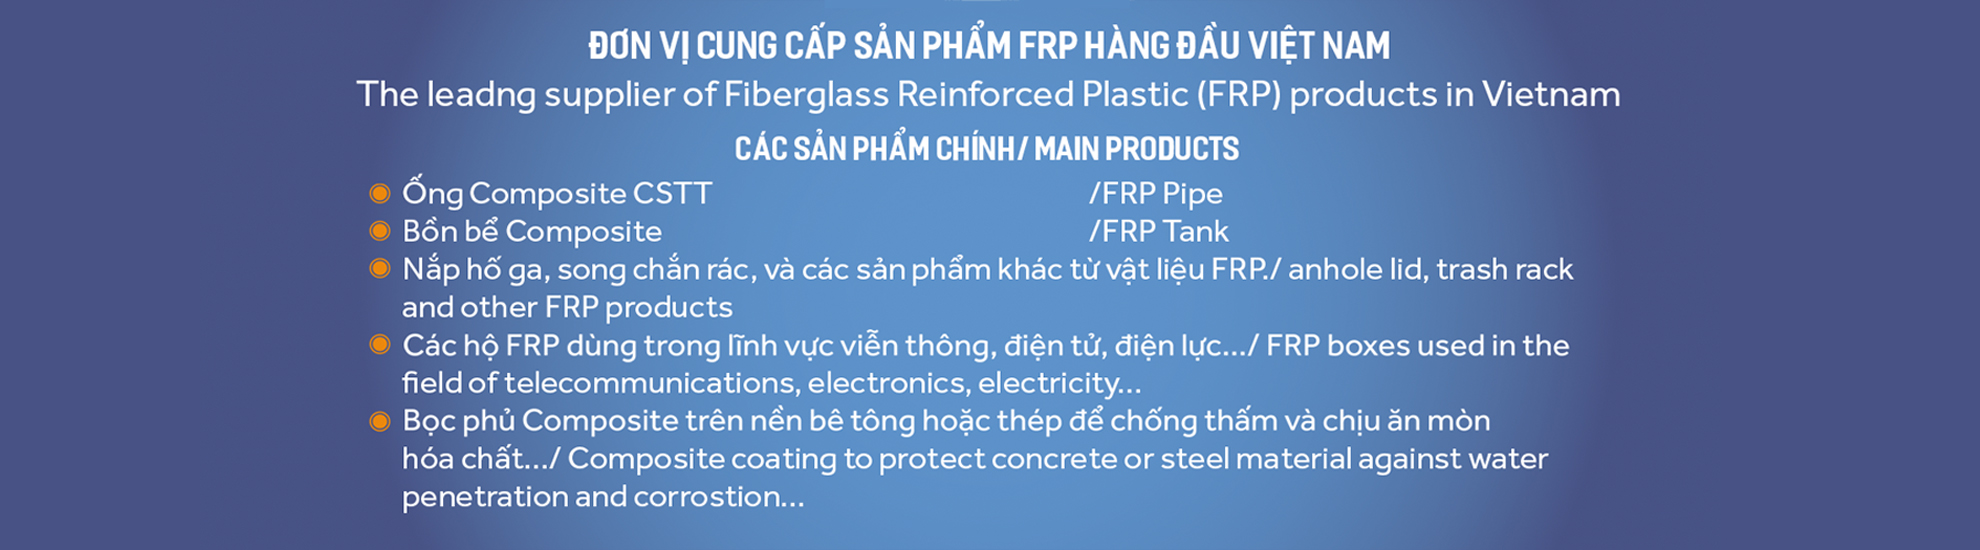 ĐƠN VỊ CUNG CẤP SẢN PHẨM FRP HÀNG ĐẦU VIỆT NAM
The leadng supplier of Fiberglass Reinforced Plastic (FRP) products in Vietnam
CÁC SẢN PHẨM CHÍNH/ MAIN PRODUCTS
Ống Composite CSTT /FRP Pipe
Bồn bể Composite /FRP Tank
Nắp hố ga, song chắn rác, và các sản phẩm khác từ vật liệu FRP./ anhole lid, trash rack
and other FRP products
Các hộ FRP dùng trong lĩnh vực viễn thông, điện tử, điện lực.../ FRP boxes used in the
field of telecommunications, electronics, electricity...
Bọc phủ Composite trên nền bê tông hoặc thép để chống thấm và chịu ăn mòn
hóa chất.../ Composite coating to protect concrete or steel material against water
penetration and corrostion...